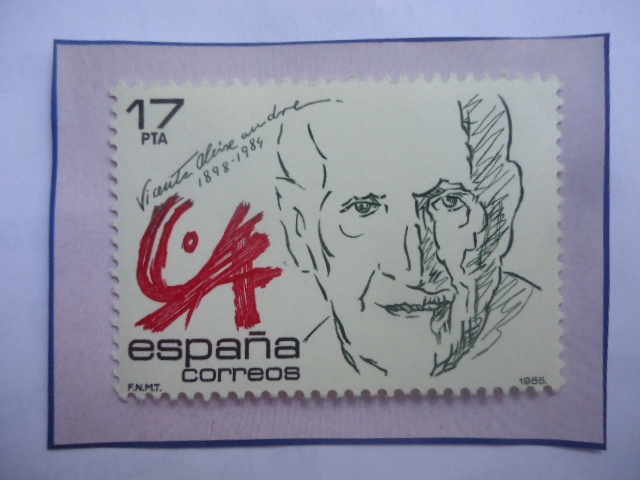 17
PTA
Vicente Aleixandre
1898-1984
españa
correos
F.N.M.T.
1985.